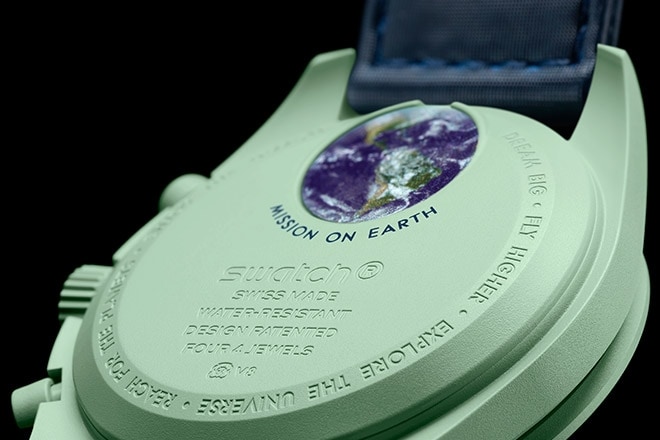 MISSION ON EARTH
swatch®
SWISS MADE
WATER-RESISTANT
DESIGN PATENTED
FOUR 4 JEWELS
V8
DREAM BIG • FLY HIGHER • EXPLORE THE UNIVERSE • REACH FOR THE